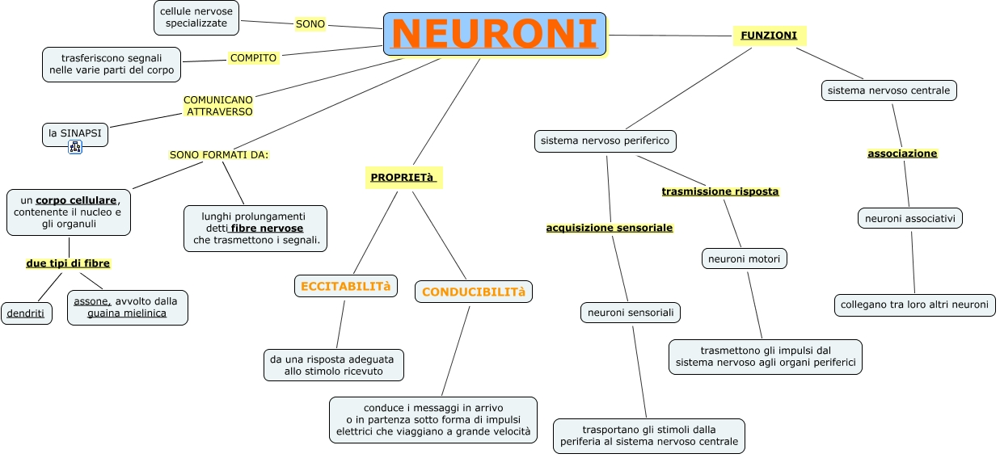 NEURONI
SONO
cellule nervose
specializzate
COMPITO
trasferiscono segnali
nelle varie parti del corpo
COMUNICANO
ATTRAVERSO
la SINAPSI
SONO FORMATI DA:
un corpo cellulare,
contenente il nucleo e
gli organuli
due tipi di fibre
dendriti
assone, avvolto dalla
guaina mielinica
lunghi prolungamenti
detti fibre nervose
che trasmettono i segnali.
PROPRIETà
ECCITABILITà
da una risposta adeguata
allo stimolo ricevuto
CONDUCIBILITà
conduce i messaggi in arrivo
o in partenza sotto forma di impulsi
elettrici che viaggiano a grande velocità
FUNZIONI
sistema nervoso periferico
acquisizione sensoriale
neuroni sensoriali
trasportano gli stimoli dalla
periferia al sistema nervoso centrale
trasmissione risposta
neuroni motori
trasmettono gli impulsi dal
sistema nervoso agli organi periferici
sistema nervoso centrale
associazione
neuroni associativi
collegano tra loro altri neuroni